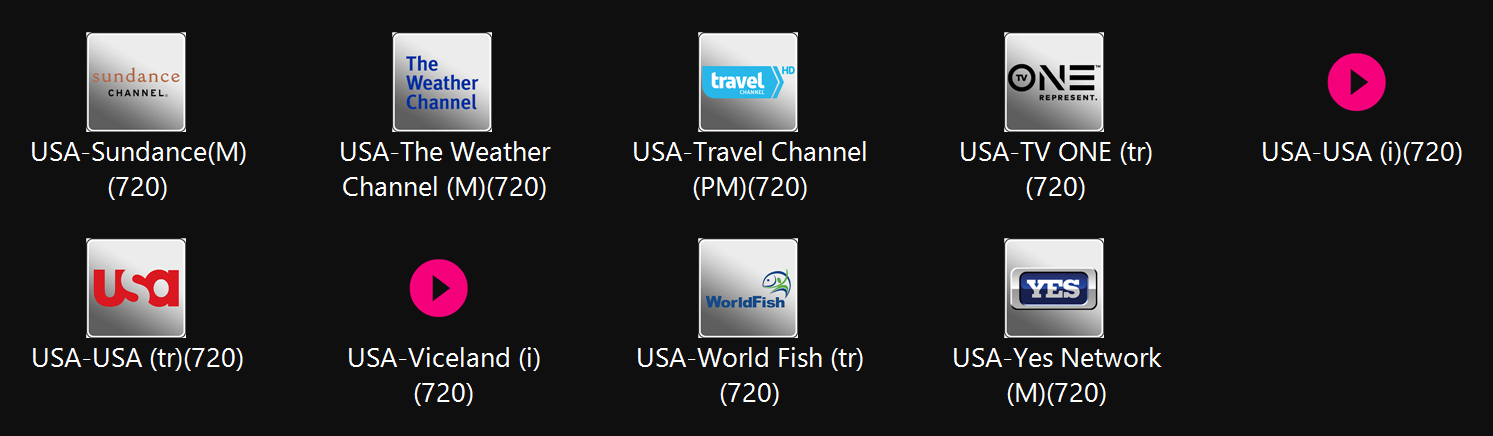 sundance
CHANNEL®
USA-Sundance(M)
(720)
The
Weather
Channel
USA-The Weather
Channel (M)(720)
travel HD
CHANNEL
USA-Travel Channel
(PM)(720)
TV ONE™
REPRESENT.
USA-TV ONE (tr)
(720)
USA-USA (i)(720)
usa
USA-USA (tr)(720)
USA-Viceland (i)
(720)
WorldFish
USA-World Fish (tr)
(720)
YES
USA-Yes Network
(M)(720)